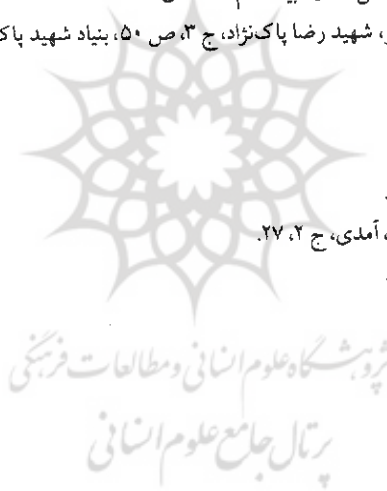 ، شهید رضا پاک‌نژاد، ج ۳، ص ۵۰، بنیاد شهید پاک
، آمدی، ج ۲، ۲۷.
پژوهشگاه علوم انسانی و مطالعات فرهنگی
پرتال جامع علوم انسانی